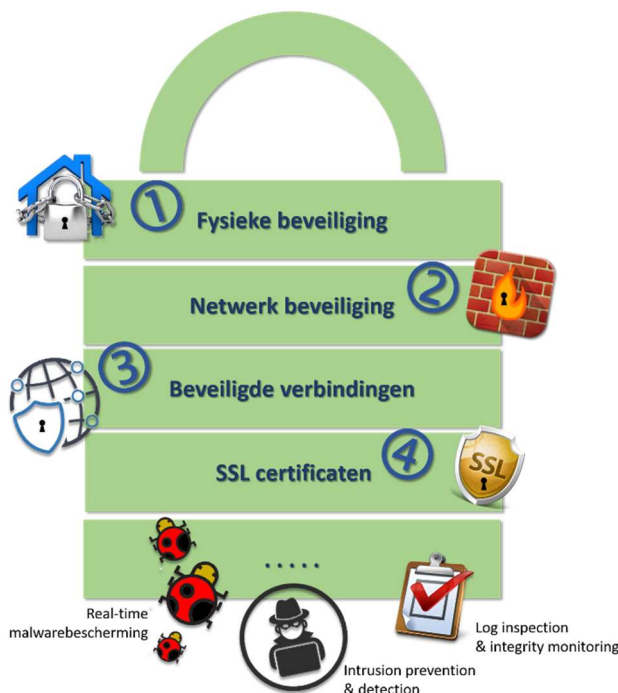 1
Fysieke beveiliging
Netwerk beveiliging
2
3
Beveiligde verbindingen
SSL certificaten
4
SSL
.....
Real-time
malwarebescherming
Log inspection
& integrity monitoring
Intrusion prevention
& detection